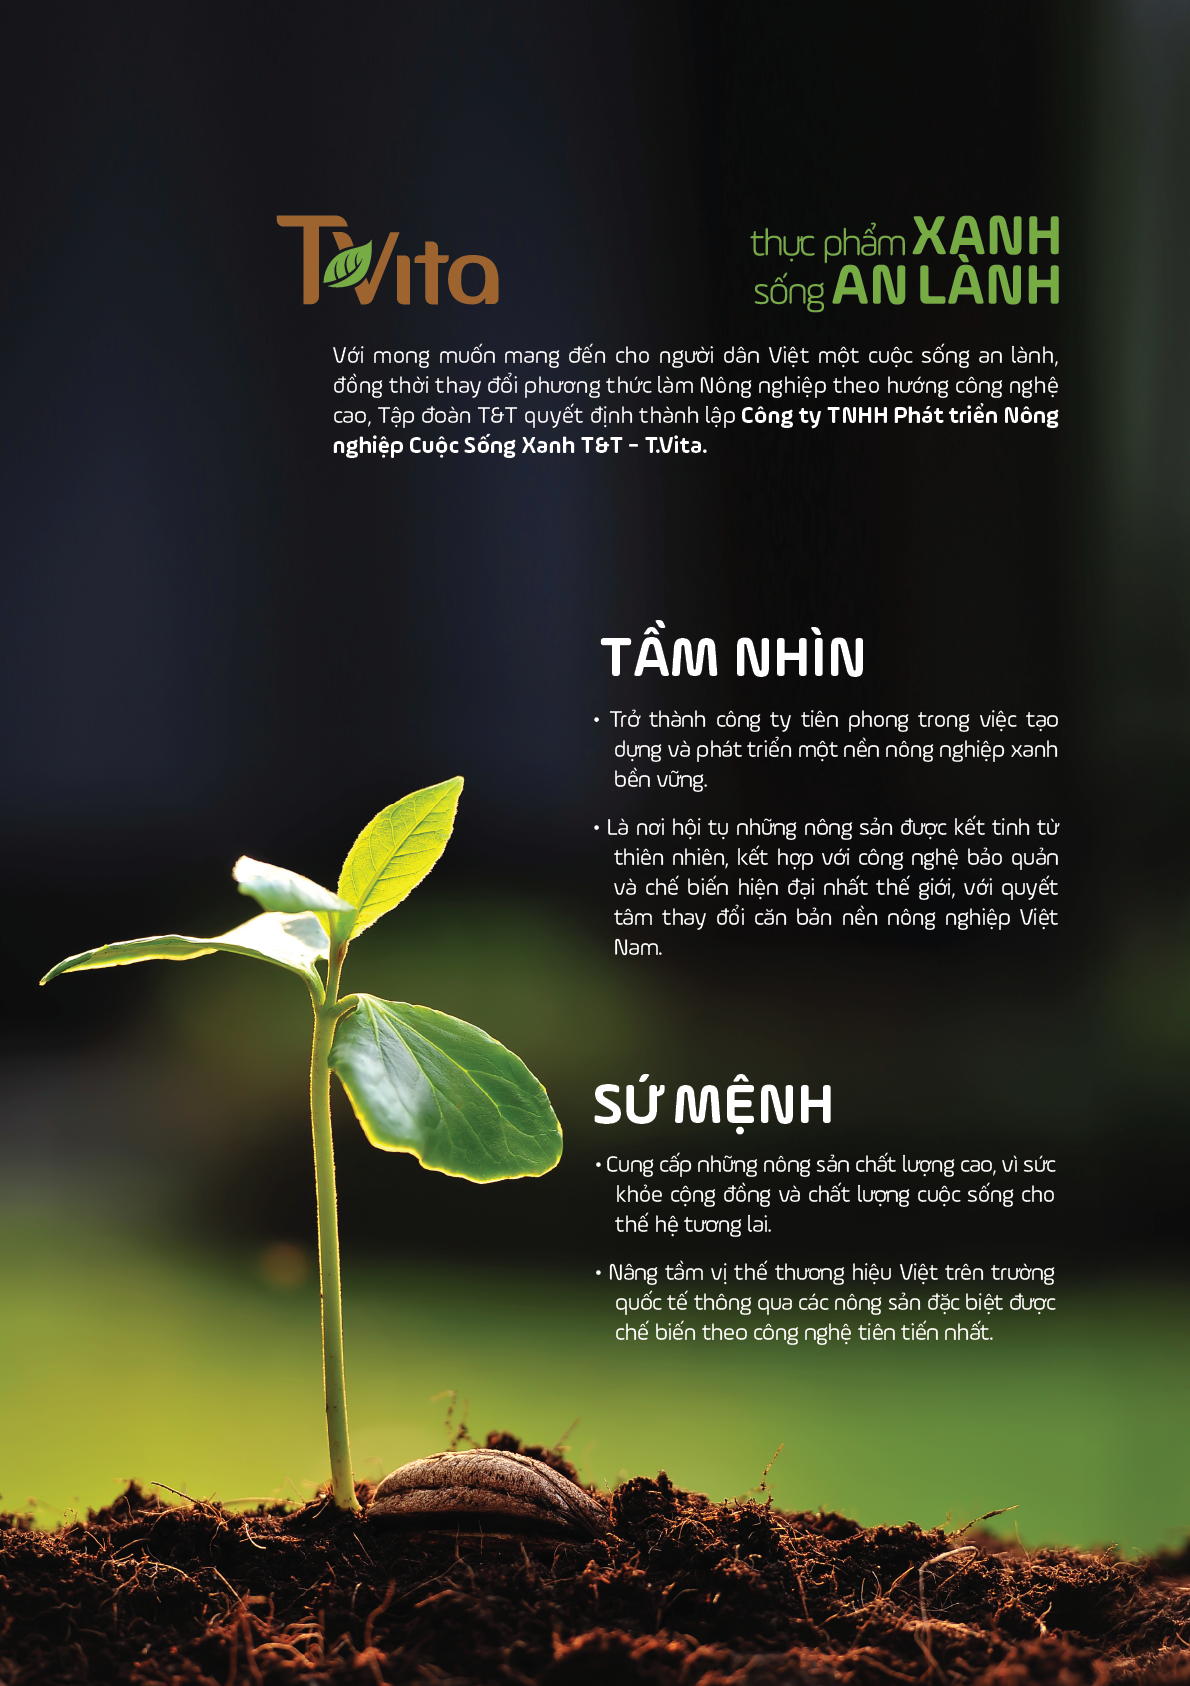 T.Vita
thực phẩm XANH
sống AN LÀNH
Với mong muốn mang đến cho người dân Việt một cuộc sống an lành,
đồng thời thay đổi phương thức làm Nông nghiệp theo hướng công nghệ
cao, Tập đoàn T&T quyết định thành lập Công ty TNHH Phát triển Nông
nghiệp Cuộc Sống Xanh T&T - T.Vita.
TẦM NHÌN
• Trở thành công ty tiên phong trong việc tạo
dựng và phát triển một nền nông nghiệp xanh
bền vững.
• Là nơi hội tụ những nông sản được kết tinh từ
thiên nhiên, kết hợp với công nghệ bảo quản
và chế biến hiện đại nhất thế giới, với quyết
tâm thay đổi căn bản nền nông nghiệp Việt
Nam.
SỨ MỆNH
• Cung cấp những nông sản chất lượng cao, vì sức
khỏe cộng đồng và chất lượng cuộc sống cho
thế hệ tương lai.
• Nâng tầm vị thế thương hiệu Việt trên trường
quốc tế thông qua các nông sản đặc biệt được
chế biến theo công nghệ tiên tiến nhất.